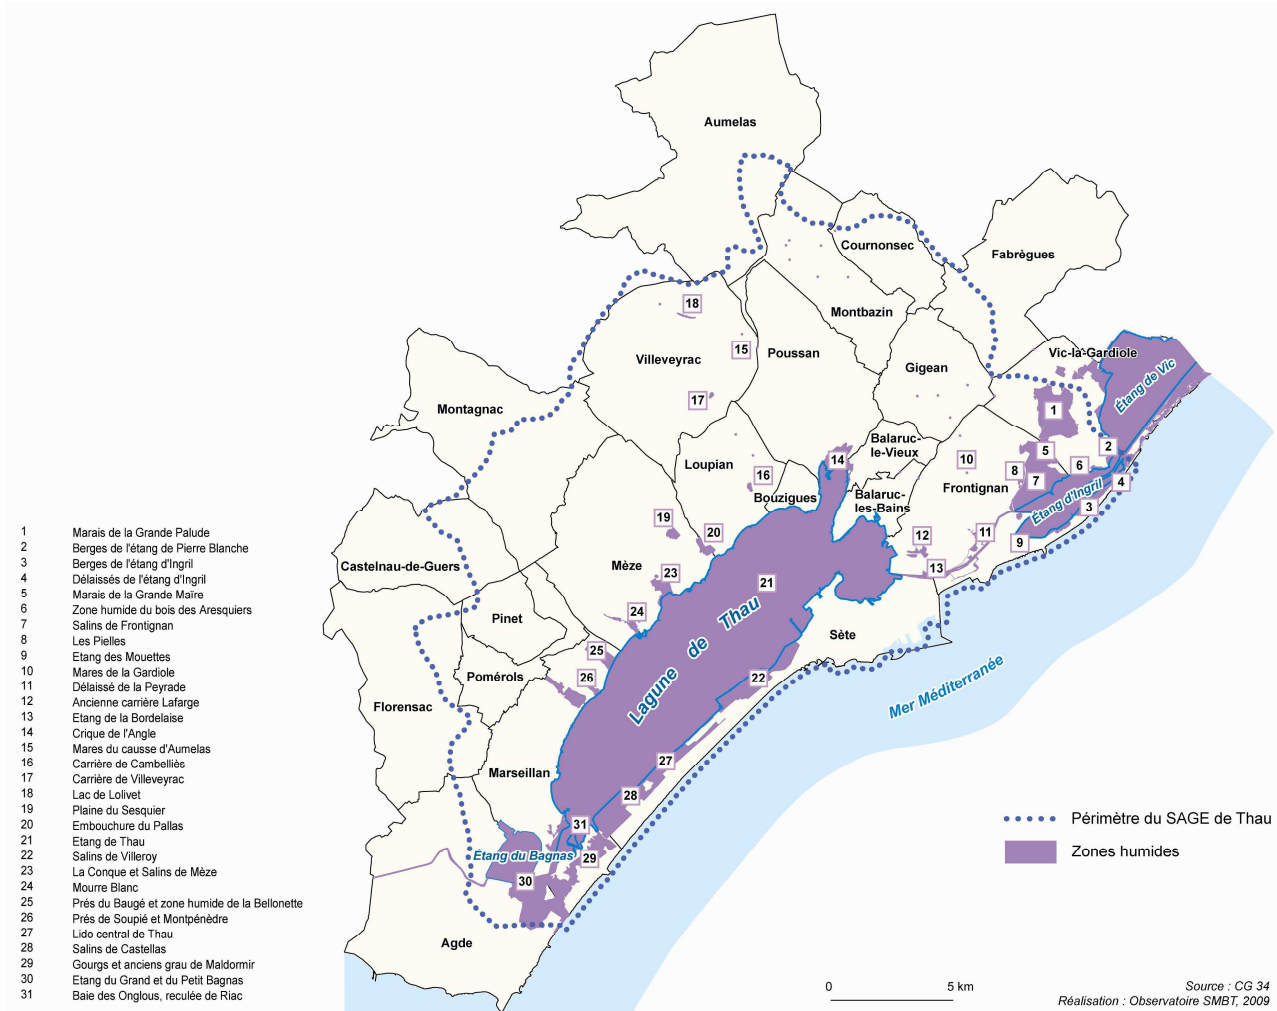 Aumelas
Cournonsec
Fabrègues
18
Montbazin
15
Villeveyrac
Poussan
Vic-la-Gardiole
Gigean
Étang de Vic
17
Montagnac
1
Balaruc-
le-Vieux
2
5
14
10
6
Loupian
8
16
7
4
Frontignan
Bouzigues
Balaruc-
les-Bains
Étang d'Ingril
3
19
20
12
11
9
Castelnau-de-Guers
Mèze
13
23
21
24
Pinet
Lagune de Thau
Sète
25
26
22
Pomérols
Mer Méditerranée
Florensac
27
Marseillan
28
31
Étang du Bagnas
29
30
Agde
1 Marais de la Grande Palude
2 Berges de l'étang de Pierre Blanche
3 Berges de l'étang d'Ingril
4 Délaissés de l'étang d'Ingril
5 Marais de la Grande Maïre
6 Zone humide du bois des Aresquiers
7 Salins de Frontignan
8 Les Pielles
9 Etang des Mouettes
10 Mares de la Gardiole
11 Délaissé de la Peyrade
12 Ancienne carrière Lafarge
13 Etang de la Bordelaise
14 Crique de l'Angle
15 Mares du causse d'Aumelas
16 Carrière de Cambelliès
17 Carrière de Villeveyrac
18 Lac de Lolivet
19 Plaine du Sesquier
20 Embouchure du Pallas
21 Etang de Thau
22 Salins de Villeroy
23 La Conque et Salins de Mèze
24 Mourre Blanc
25 Prés du Baugé et zone humide de la Bellonette
26 Prés de Soupié et Montpénèdre
27 Lido central de Thau
28 Salins de Castellas
29 Gourgs et anciens grau de Maldormir
30 Etang du Grand et du Petit Bagnas
31 Baie des Onglous, reculée de Riac
Périmètre du SAGE de Thau
Zones humides
0 5 km
Source : CG 34
Réalisation : Observatoire SMBT, 2009